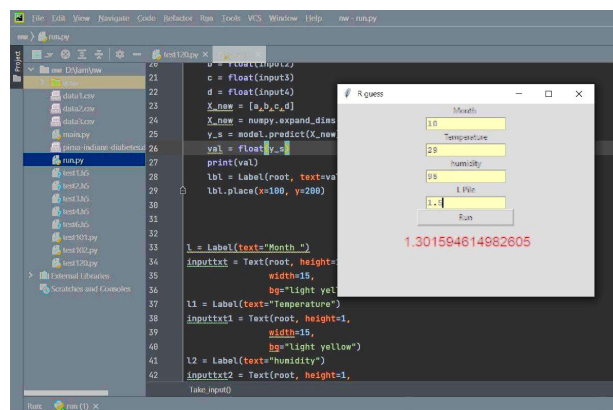 File Edit View Navigate Code Refactor Run Tools VCS Window Help nw - run.py
nw run.py
Project
nw D:\Jam\nw
data1.csv
data2.csv
data3.csv
main.py
pima-indians-diabetes.c
run.py
test1.h5
test2.h5
test3.h5
test4.h5
test6.h5
test101.py
test102.py
test120.py
External Libraries
Scratches and Consoles
test120.py
20 b = float(input2)
21 c = float(input3)
22 d = float(input4)
23 X_new = [a,b,c,d]
24 X_new = numpy.expand_dims
25 y_s = model.predict(X_new)
26 val = float(y_s)
27 print(val)
28 lbl = Label(root, text=va
29 lbl.place(x=100, y=200)
30
31
32
33 l = Label(text="Month ")
34 inputtxt = Text(root, height=
35 width=15,
36 bg="light yel
37 l1 = Label(text="Temperature")
38 inputtxt1 = Text(root, height=1,
39 width=15,
40 bg="light yellow")
41 l2 = Label(text="humidity")
42 inputtxt2 = Text(root, height=1,
Take_input()
R guess
Month
10
Temperature
29
humidity
96
L Pile
1.5
Run
1.301594614982605
Run: run (1)